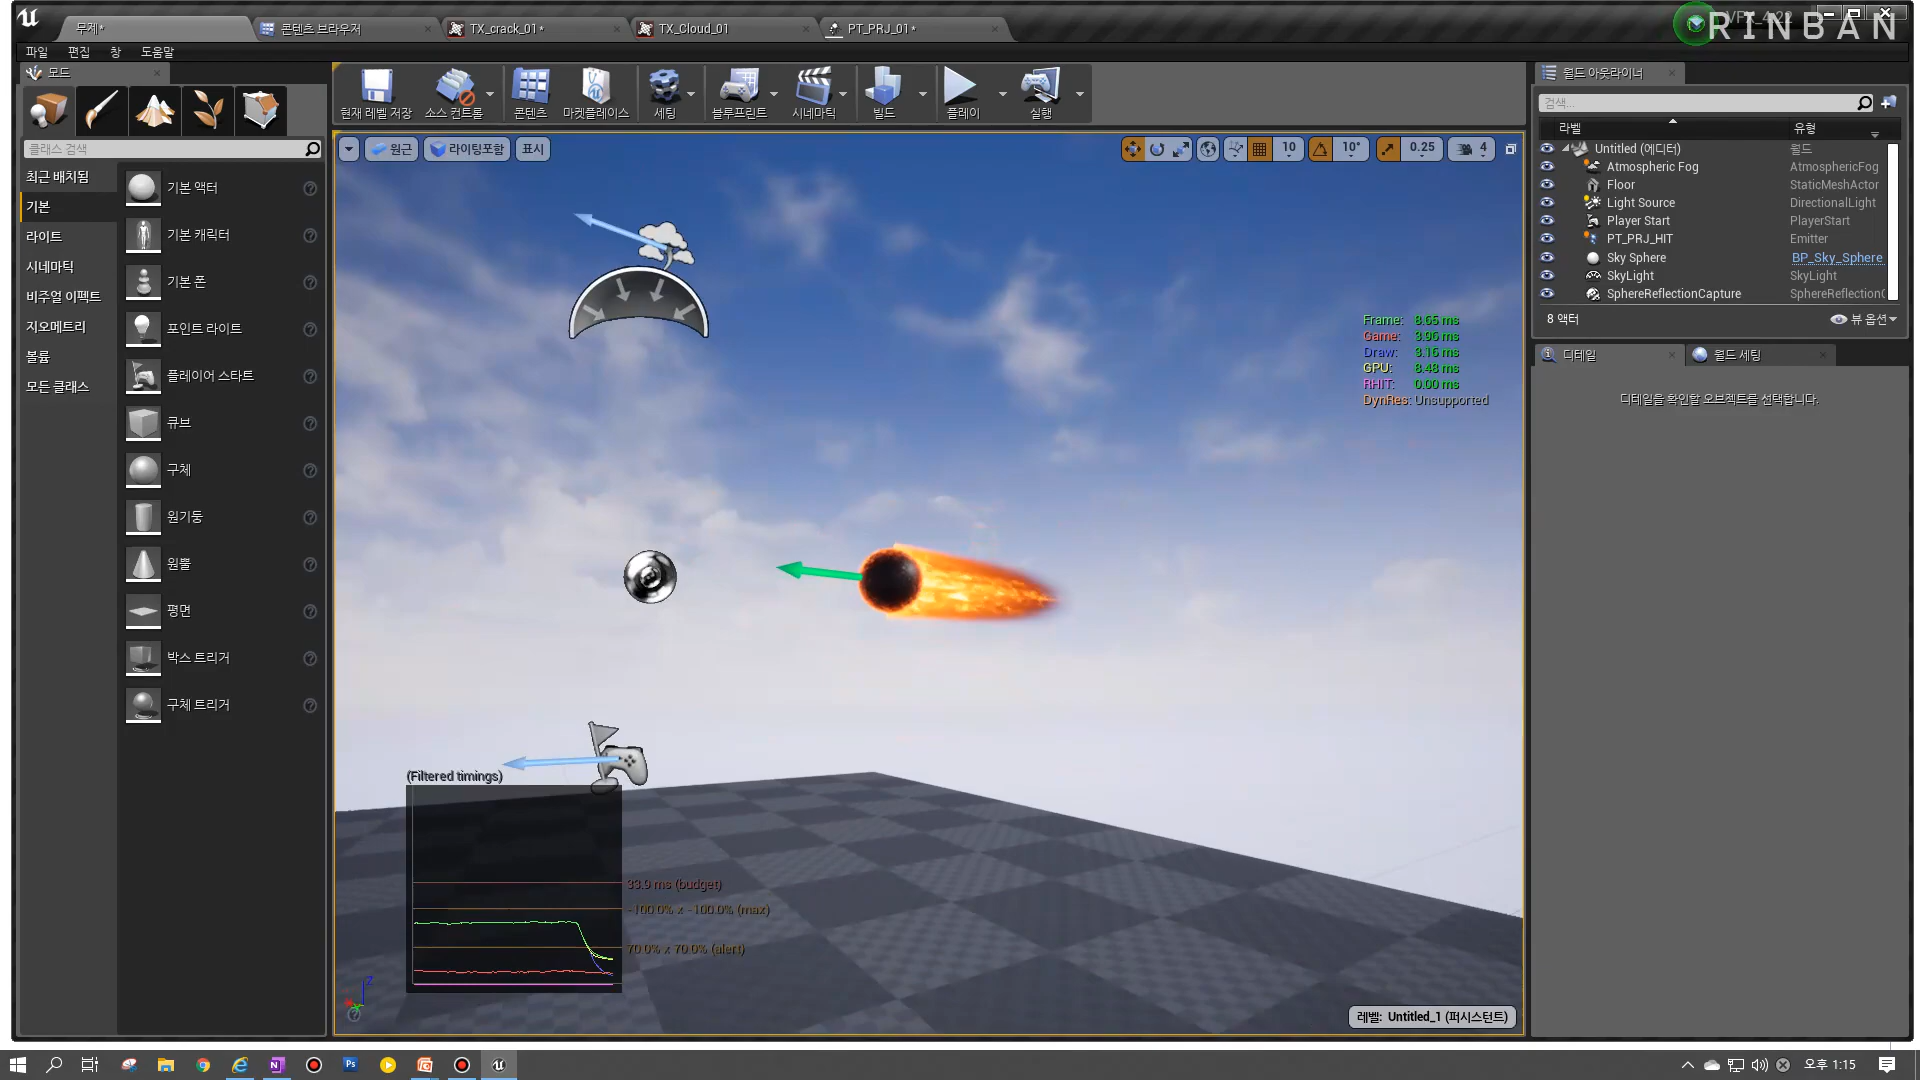 무제*
콘텐츠 브라우저
TX_crack_01*
TX_Cloud_01
PT_PRJ_01*
RINBAN
파일
편집
창
도움말
모드
현재 레벨 저장
소스 컨트롤
콘텐츠
마켓플레이스
세팅
블루프린트
시네마틱
빌드
플레이
실행
클래스 검색
최근 배치됨
기본
라이트
시네마틱
비주얼 이펙트
지오메트리
볼륨
모든 클래스
기본 액터
기본 캐릭터
기본 폰
포인트 라이트
플레이어 스타트
큐브
구체
원기둥
원뿔
평면
박스 트리거
구체 트리거
원근
라이팅포함
표시
10
10°
0.25
4
Frame: 8.65 ms
Game: 3.96 ms
Draw: 3.16 ms
GPU: 8.48 ms
RHIT: 0.00 ms
DynRes: Unsupported
(Filtered timings)
33.9 ms (budget)
-100.0% x -100.0% (max)
70.0% x 70.0% (alert)
Z
레벨: Untitled_1 (퍼시스턴트)
월드 아웃라이너
검색...
라벨 유형
Untitled (에디터) 월드
Atmospheric Fog AtmosphericFog
Floor StaticMeshActor
Light Source DirectionalLight
Player Start PlayerStart
PT_PRJ_HIT Emitter
Sky Sphere BP_Sky_Sphere
SkyLight SkyLight
SphereReflectionCapture SphereReflectionC
8 액터
뷰 옵션
디테일
월드 세팅
디테일을 확인할 오브젝트를 선택합니다.
오후 1:15